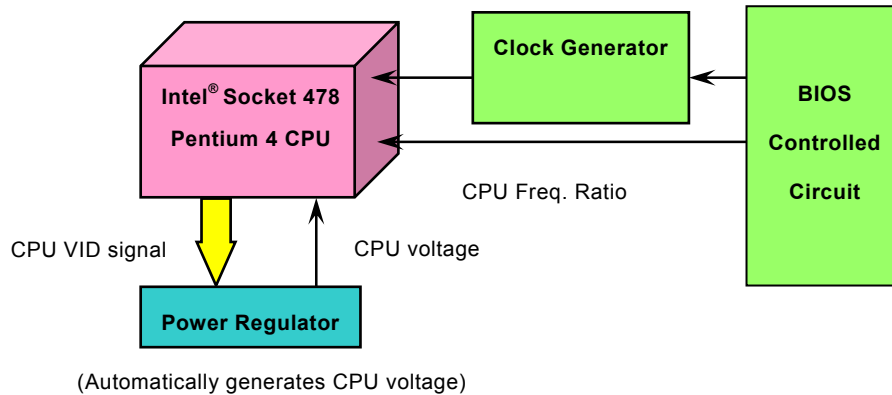 Clock Generator
Intel® Socket 478
Pentium 4 CPU
BIOS
Controlled
Circuit
CPU Freq. Ratio
CPU VID signal
CPU voltage
Power Regulator
(Automatically generates CPU voltage)